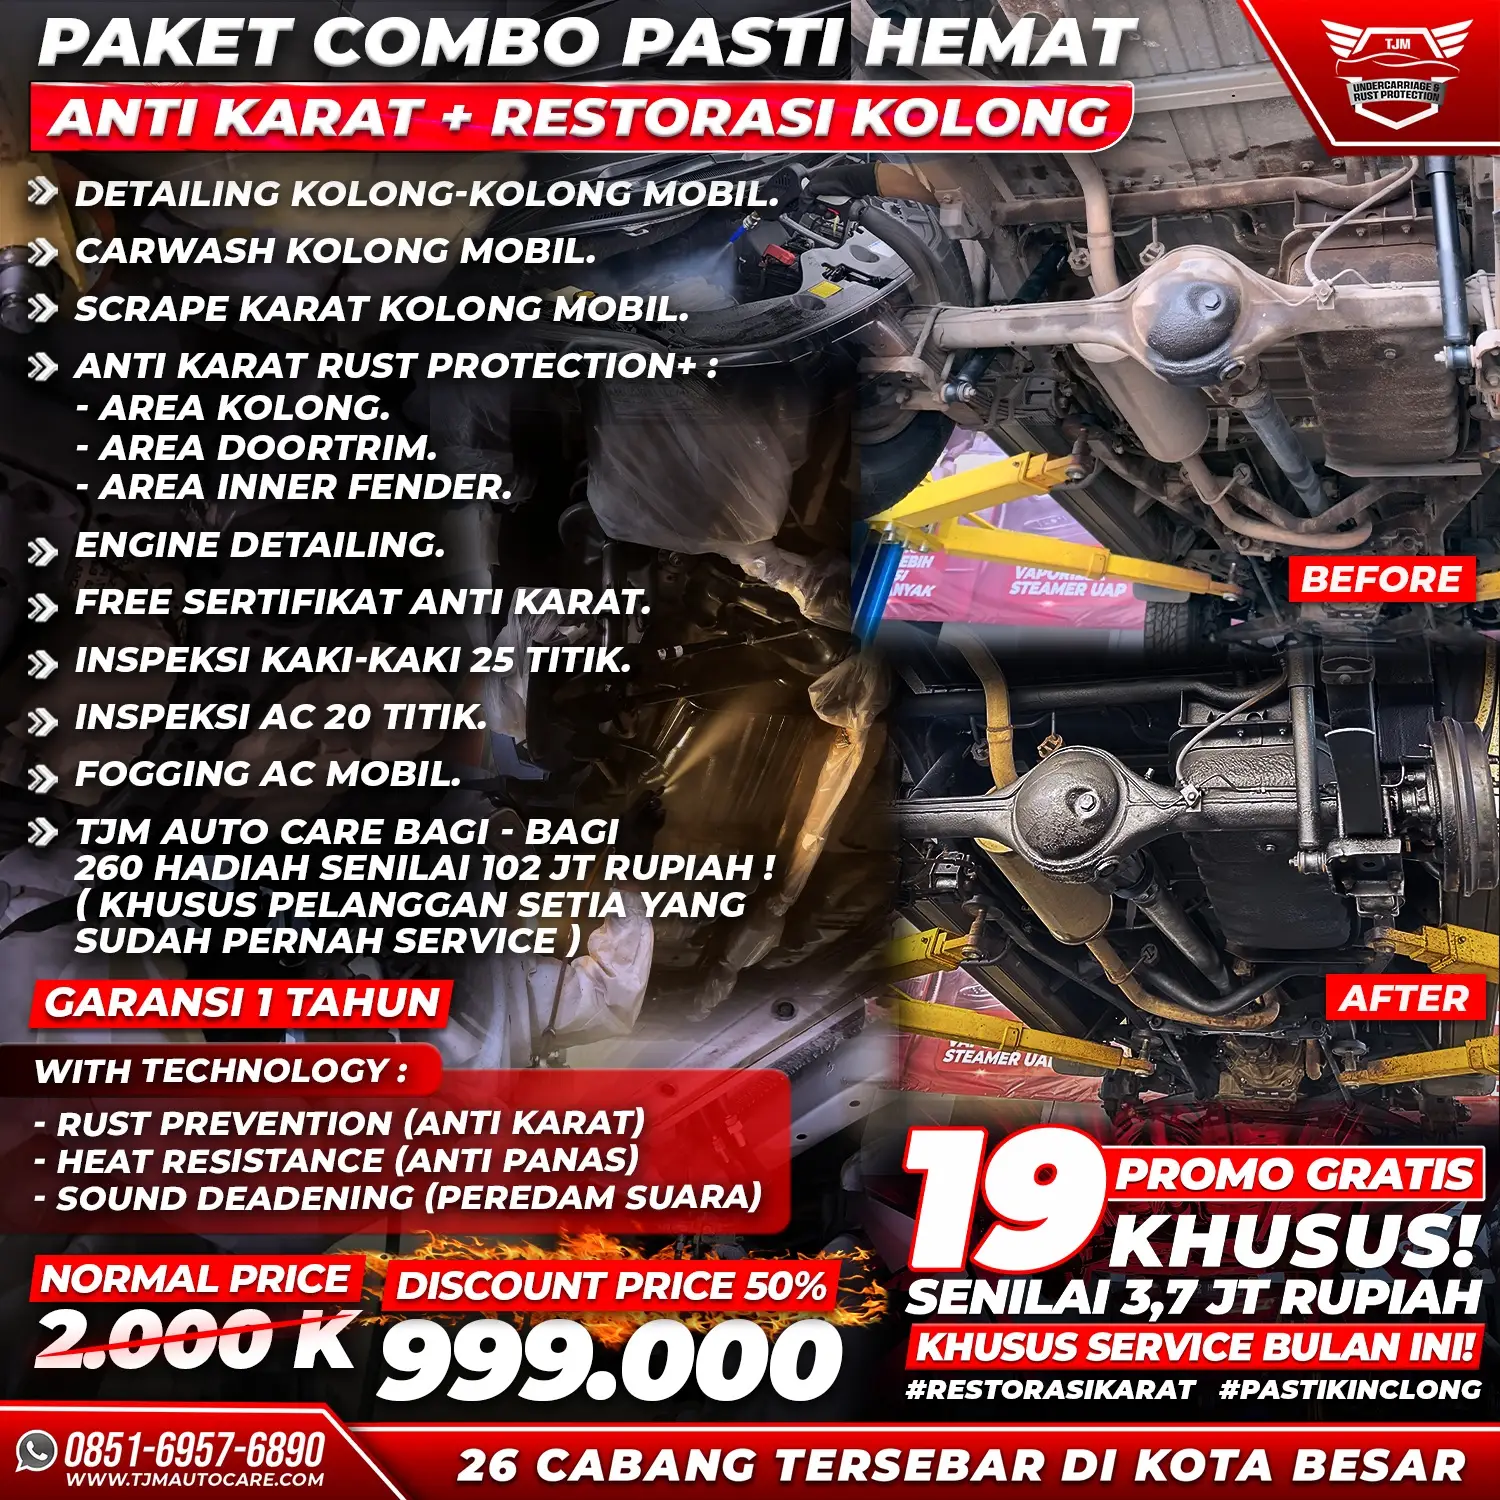 PAKET COMBO PASTI HEMAT
ANTI KARAT + RESTORASI KOLONG
TJM
UNDERCARRIAGE &
RUST PROTECTION
DETAILING KOLONG-KOLONG MOBIL.
CARWASH KOLONG MOBIL.
SCRAPE KARAT KOLONG MOBIL.
ANTI KARAT RUST PROTECTION+ :
- AREA KOLONG.
- AREA DOORTRIM.
- AREA INNER FENDER.
ENGINE DETAILING.
FREE SERTIFIKAT ANTI KARAT.
INSPEKSI KAKI-KAKI 25 TITIK.
INSPEKSI AC 20 TITIK.
FOGGING AC MOBIL.
TJM AUTO CARE BAGI - BAGI
260 HADIAH SENILAI 102 JT RUPIAH !
( KHUSUS PELANGGAN SETIA YANG
SUDAH PERNAH SERVICE )
GARANSI 1 TAHUN
WITH TECHNOLOGY :
- RUST PREVENTION (ANTI KARAT)
- HEAT RESISTANCE (ANTI PANAS)
- SOUND DEADENING (PEREDAM SUARA)
NORMAL PRICE
2.000 K
DISCOUNT PRICE 50%
999.000
BEFORE
STEAMER UAP
NYAK
AFTER
STEAMER UAP
19
PROMO GRATIS
KHUSUS!
SENILAI 3,7 JT RUPIAH
KHUSUS SERVICE BULAN INI!
#RESTORASIKARAT #PASTIKINCLONG
0851-6957-6890
WWW.TJMAUTOCARE.COM
26 CABANG TERSEBAR DI KOTA BESAR